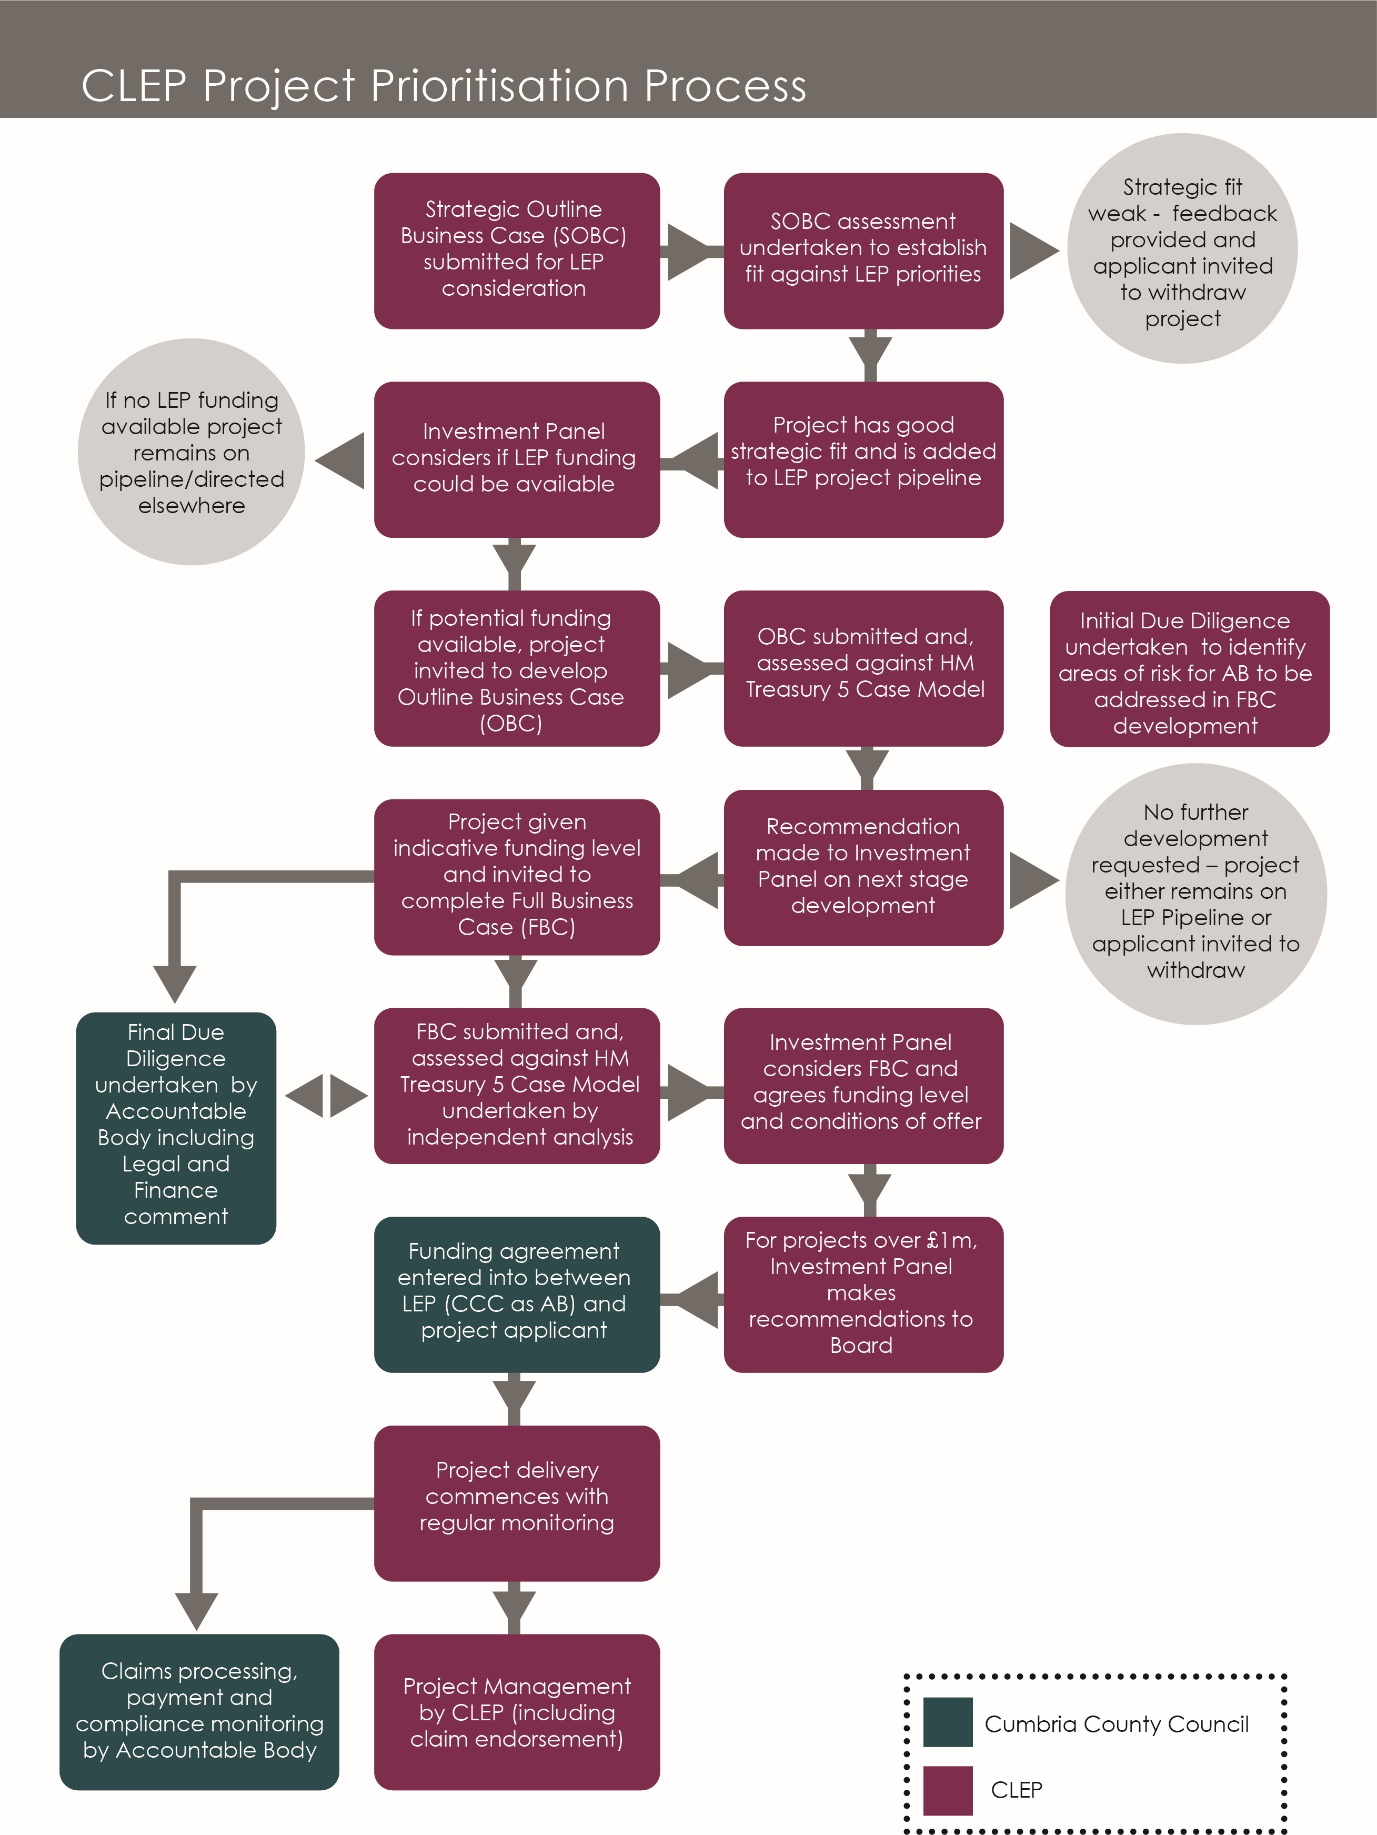 CLEP Project Prioritisation Process
Strategic Outline
Business Case (SOBC)
submitted for LEP
consideration
SOBC assessment
undertaken to establish
fit against LEP priorities
Strategic fit
weak - feedback
provided and
applicant invited
to withdraw
project
If no LEP funding
available project
remains on
pipeline/directed
elsewhere
Investment Panel
considers if LEP funding
could be available
Project has good
strategic fit and is added
to LEP project pipeline
If potential funding
available, project
invited to develop
Outline Business Case
(OBC)
OBC submitted and,
assessed against HM
Treasury 5 Case Model
Initial Due Diligence
undertaken to identify
areas of risk for AB to be
addressed in FBC
development
Project given
indicative funding level
and invited to
complete Full Business
Case (FBC)
Recommendation
made to Investment
Panel on next stage
development
No further
development
requested – project
either remains on
LEP Pipeline or
applicant invited to
withdraw
Final Due
Diligence
undertaken by
Accountable
Body including
Legal and
Finance
comment
FBC submitted and,
assessed against HM
Treasury 5 Case Model
undertaken by
independent analysis
Investment Panel
considers FBC and
agrees funding level
and conditions of offer
Funding agreement
entered into between
LEP (CCC as AB) and
project applicant
For projects over £1m,
Investment Panel
makes
recommendations to
Board
Project delivery
commences with
regular monitoring
Claims processing,
payment and
compliance monitoring
by Accountable Body
Project Management
by CLEP (including
claim endorsement)
Cumbria County Council
CLEP